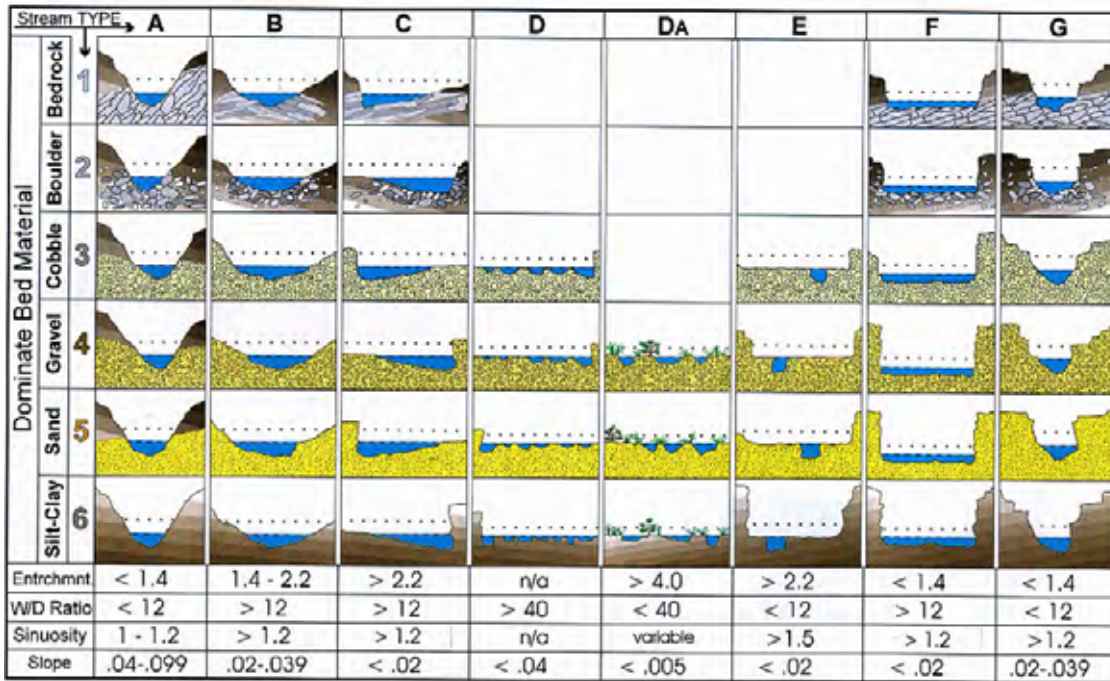 Stream TYPE A B C D DA E F G
Dominate Bed Material
Bedrock 1
Boulder 2
Cobble 3
Gravel 4
Sand 5
Silt-Clay 6
Entrchmnt. < 1.4 1.4 - 2.2 > 2.2 n/a > 4.0 > 2.2 < 1.4 < 1.4
W/D Ratio < 12 > 12 > 12 > 40 < 40 < 12 > 12 < 12
Sinuosity 1 - 1.2 > 1.2 > 1.2 n/a variable >1.5 >1.2 >1.2
Slope .04-.099 .02-.039 < .02 < .04 < .005 < .02 < .02 .02-.039